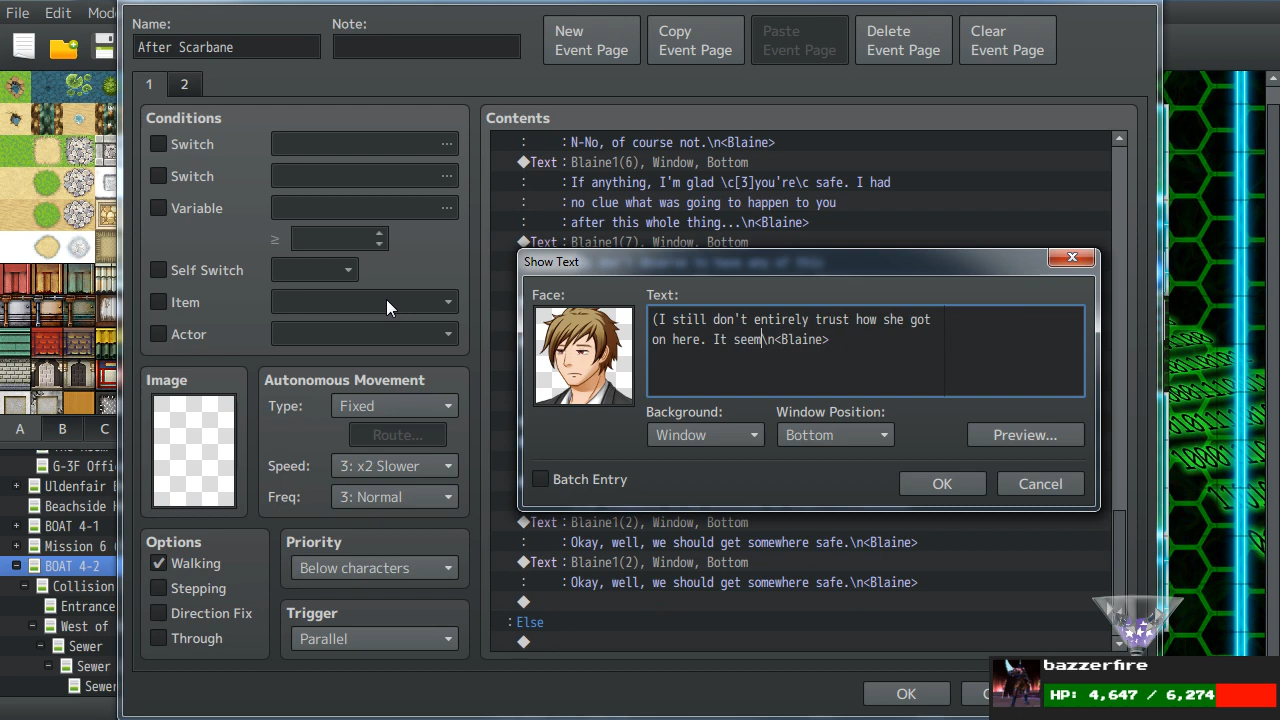 File Edit Mod
Name: Note:
After Scarbane
New Event Page
Copy Event Page
Paste Event Page
Delete Event Page
Clear Event Page
1 2
Conditions
Switch ...
Switch ...
Variable ...
≥
Self Switch
Item
Actor
Image
Autonomous Movement
Type: Fixed
Route...
Speed: 3: x2 Slower
Freq: 3: Normal
Options
Walking
Stepping
Direction Fix
Through
Priority
Below characters
Trigger
Parallel
Contents
: :N-No, of course not.\n<Blaine>
◆Text:Blaine1(6), Window, Bottom
: :If anything, I'm glad \c[3]you're\c safe. I had
: :no clue what was going to happen to you
: :after this whole thing...\n<Blaine>
◆Text:Blaine1(7), Window, Bottom
Show Text
Face: Text:
(I still don't entirely trust how she got
on here. It seem\n<Blaine>
Background: Window Position:
Window Bottom Preview...
Batch Entry
OK Cancel
◆Text:Blaine1(2), Window, Bottom
: :Okay, well, we should get somewhere safe.\n<Blaine>
◆Text:Blaine1(2), Window, Bottom
: :Okay, well, we should get somewhere safe.\n<Blaine>
◆
:Else
◆
OK C
A B C
G-3F Offi
Uldenfair B
Beachside H
BOAT 4-1
Mission 6 (
BOAT 4-2
Collision
Entrance
West of
Sewer
Sewer
Sewer
bazzerfire
HP: 4,647 / 6,274